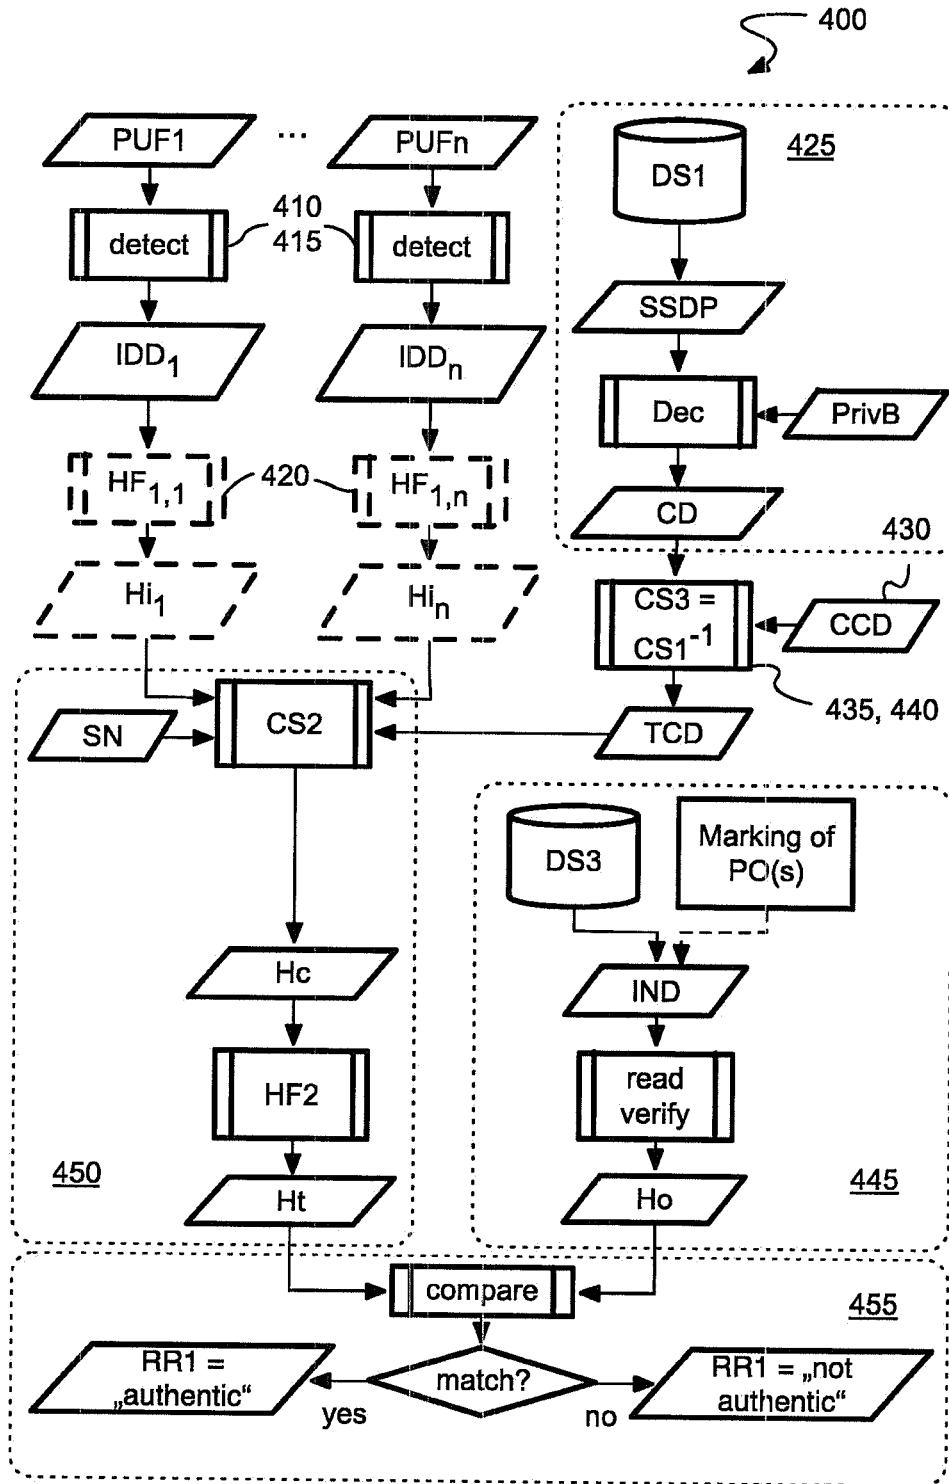 400
PUF1
...
PUFn
DS1
425
detect
410
415
detect
SSDP
IDD1
IDDn
Dec
PrivB
HF1,1
420
HF1,n
CD
430
Hi1
Hin
CS3 =
CS1-1
CCD
435, 440
SN
CS2
TCD
DS3
Marking of
PO(s)
Hc
IND
HF2
read
verify
450
Ht
Ho
445
compare
455
RR1 =
„authentic“
match?
RR1 = „not
authentic“
yes
no